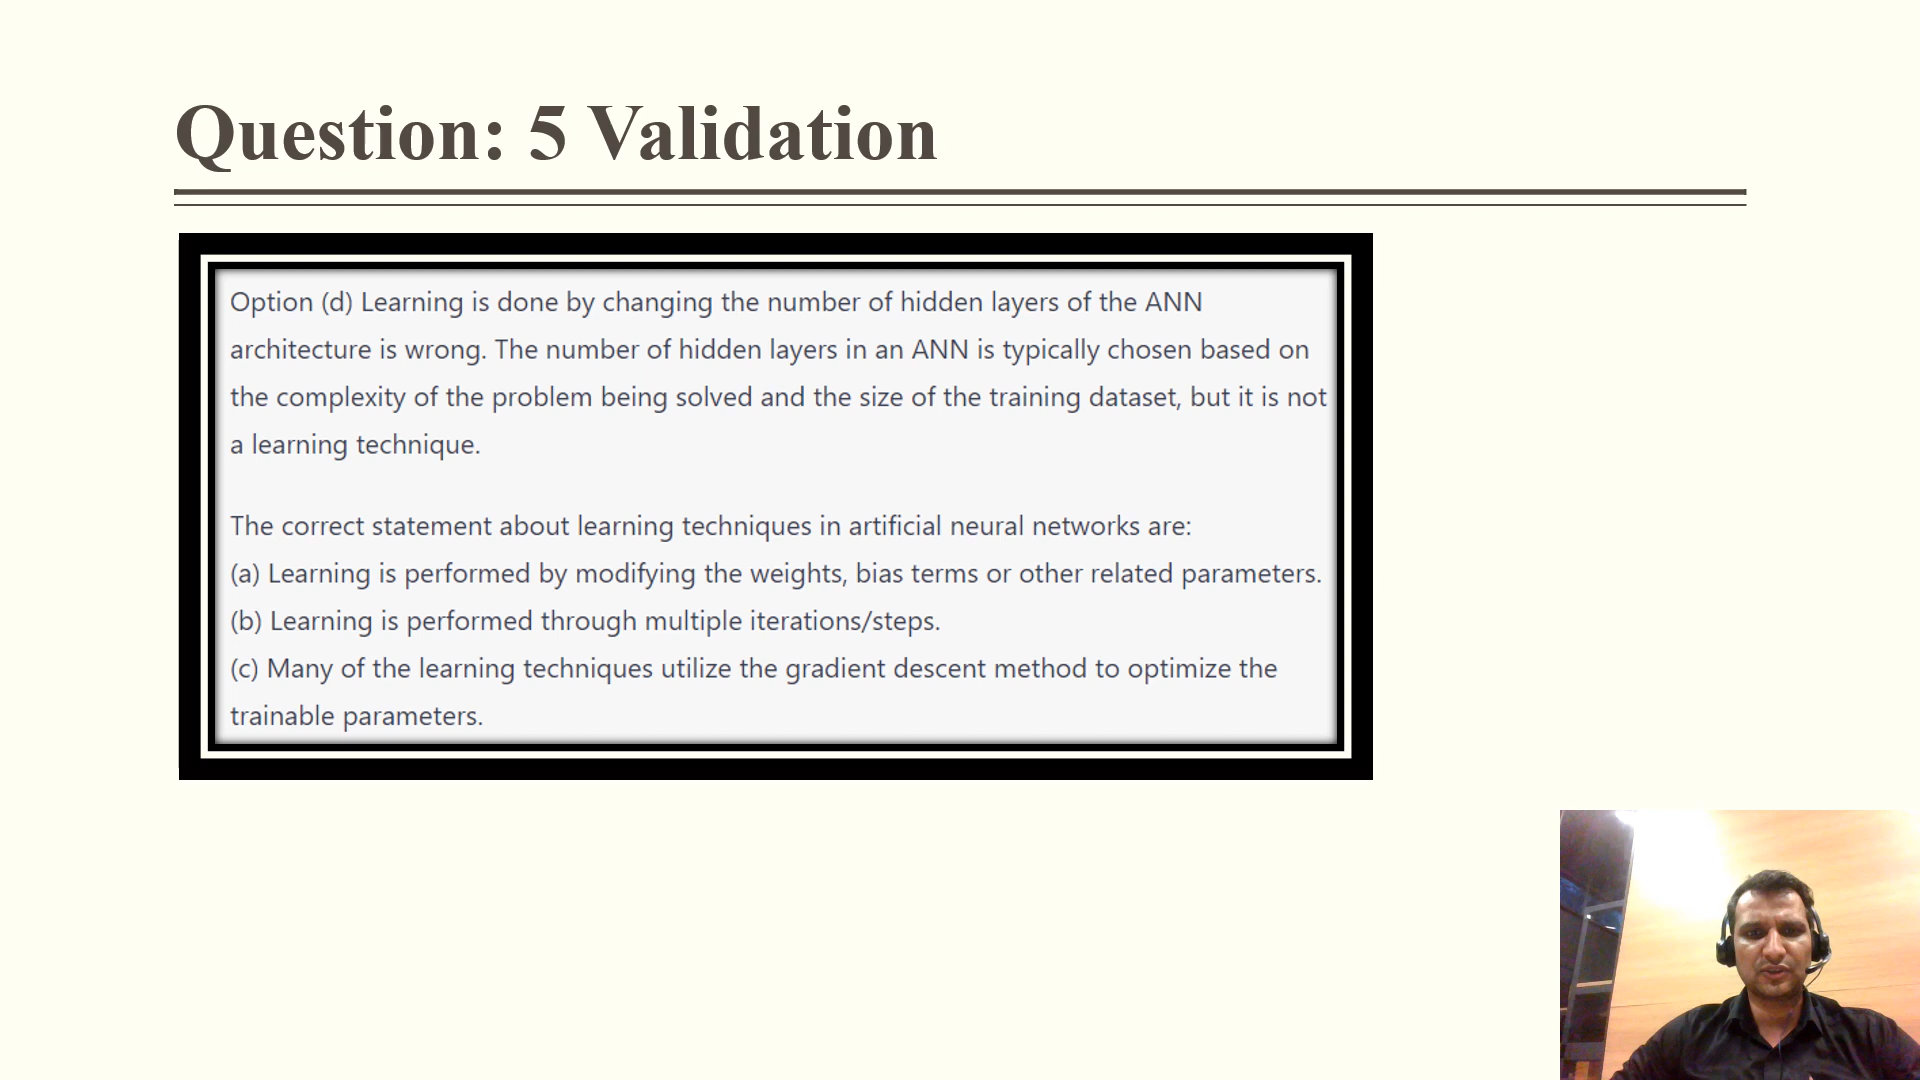 Question: 5 Validation
Option (d) Learning is done by changing the number of hidden layers of the ANN
architecture is wrong. The number of hidden layers in an ANN is typically chosen based on
the complexity of the problem being solved and the size of the training dataset, but it is not
a learning technique.
The correct statement about learning techniques in artificial neural networks are:
(a) Learning is performed by modifying the weights, bias terms or other related parameters.
(b) Learning is performed through multiple iterations/steps.
(c) Many of the learning techniques utilize the gradient descent method to optimize the
trainable parameters.